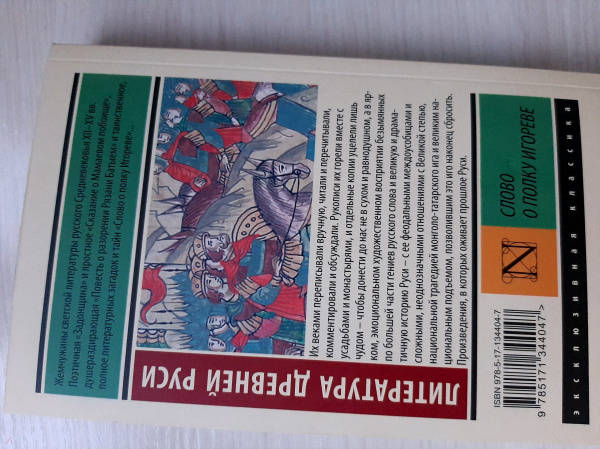 Жемчужины светской литературы русского Средневековья XII–XV вв.
Поэтичная «Задонщина» и яростное «Сказание о Мамаевом побоище»,
душераздирающая «Повесть о разорении Рязани Батыем» и таинственное,
полное литературных загадок и тайн «Слово о полку Игореве»...
ЛИТЕРАТУРА ДРЕВНЕЙ РУСИ
Их веками переписывали вручную, читали и перечитывали,
комментировали и обсуждали. Рукописи их горели вместе с
усадьбами и монастырями, и отдельные копии уцелели лишь
чудом — чтобы донести до нас не в сухом и равнодушном, а в яр-
ком, эмоциональном художественном восприятии безымянных
по большей части гениев русского слова и великую и драма-
тичную историю Руси – с ее феодальными междоусобицами и
сложными, неоднозначными отношениями с Великой степью,
национальной трагедией монголо-татарского ига и великим на-
циональным подъемом, позволившим это иго наконец сбросить.
Произведения, в которых оживает прошлое Руси.
СЛОВО
О ПОЛКУ ИГОРЕВЕ
N
ISBN 978-5-17-134404-7
9 785171 344047>
эксклюзивная классика